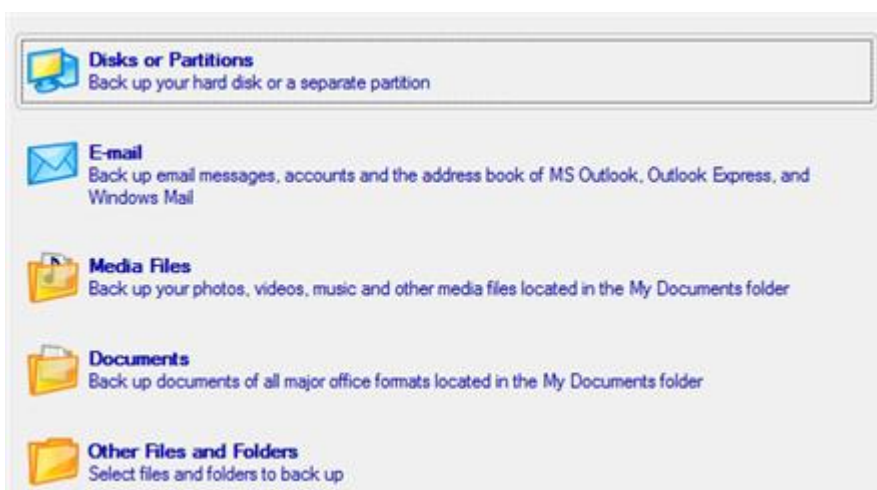 Disks or Partitions
Back up your hard disk or a separate partition
E-mail
Back up email messages, accounts and the address book of MS Outlook, Outlook Express, and
Windows Mail
Media Files
Back up your photos, videos, music and other media files located in the My Documents folder
Documents
Back up documents of all major office formats located in the My Documents folder
Other Files and Folders
Select files and folders to back up